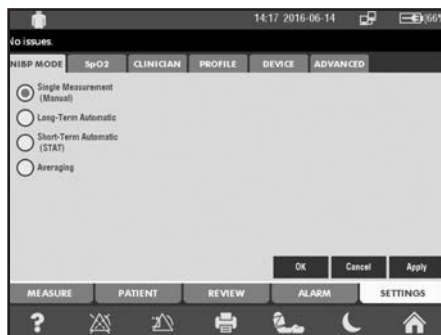 14:17 2016-06-14 66%
No issues.
NIBP MODE SpO2 CLINICIAN PROFILE DEVICE ADVANCED
Single Measurement
(Manual)
Long-Term Automatic
Short-Term Automatic
(STAT)
Averaging
OK Cancel Apply
MEASURE PATIENT REVIEW ALARM SETTINGS
?